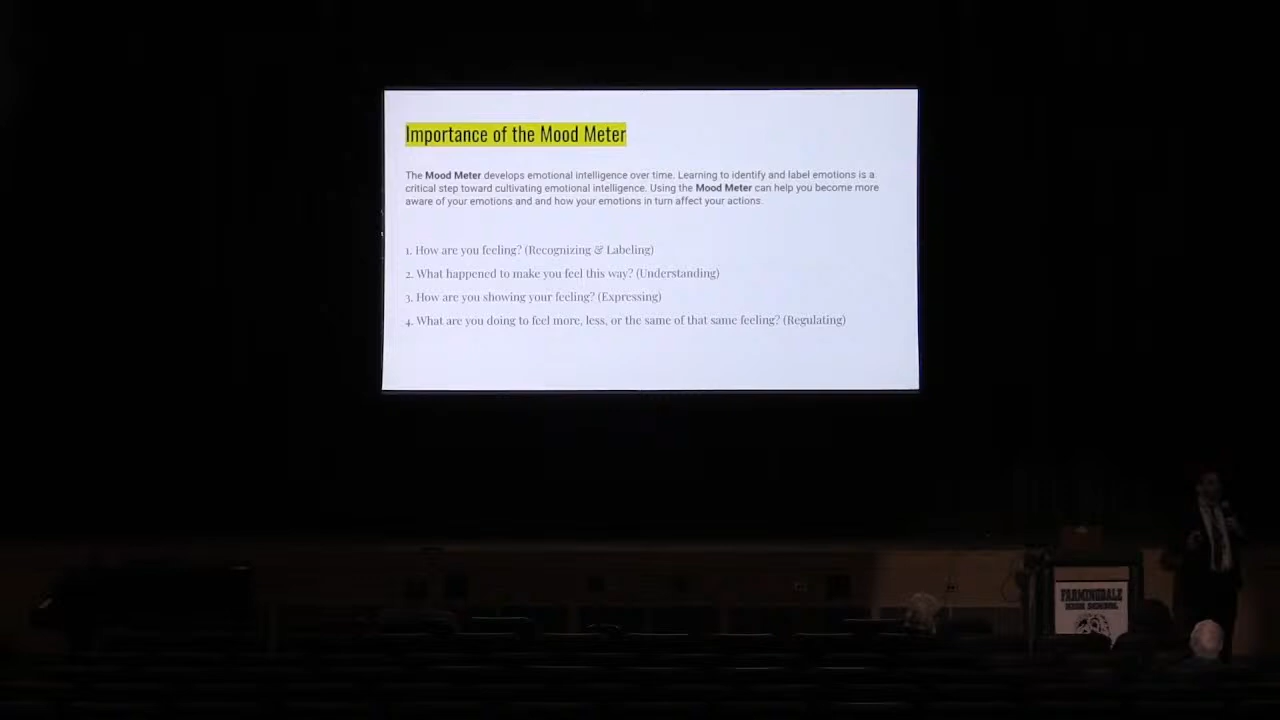 Importance of the Mood Meter
The Mood Meter develops emotional intelligence over time. Learning to identify and label emotions is a
critical step toward cultivating emotional intelligence. Using the Mood Meter can help you become more
aware of your emotions and and how your emotions in turn affect your actions.
1. How are you feeling? (Recognizing & Labeling)
2. What happened to make you feel this way? (Understanding)
3. How are you showing your feeling? (Expressing)
4. What are you doing to feel more, less, or the same of that same feeling? (Regulating)
FARMINGDALE
HIGH SCHOOL